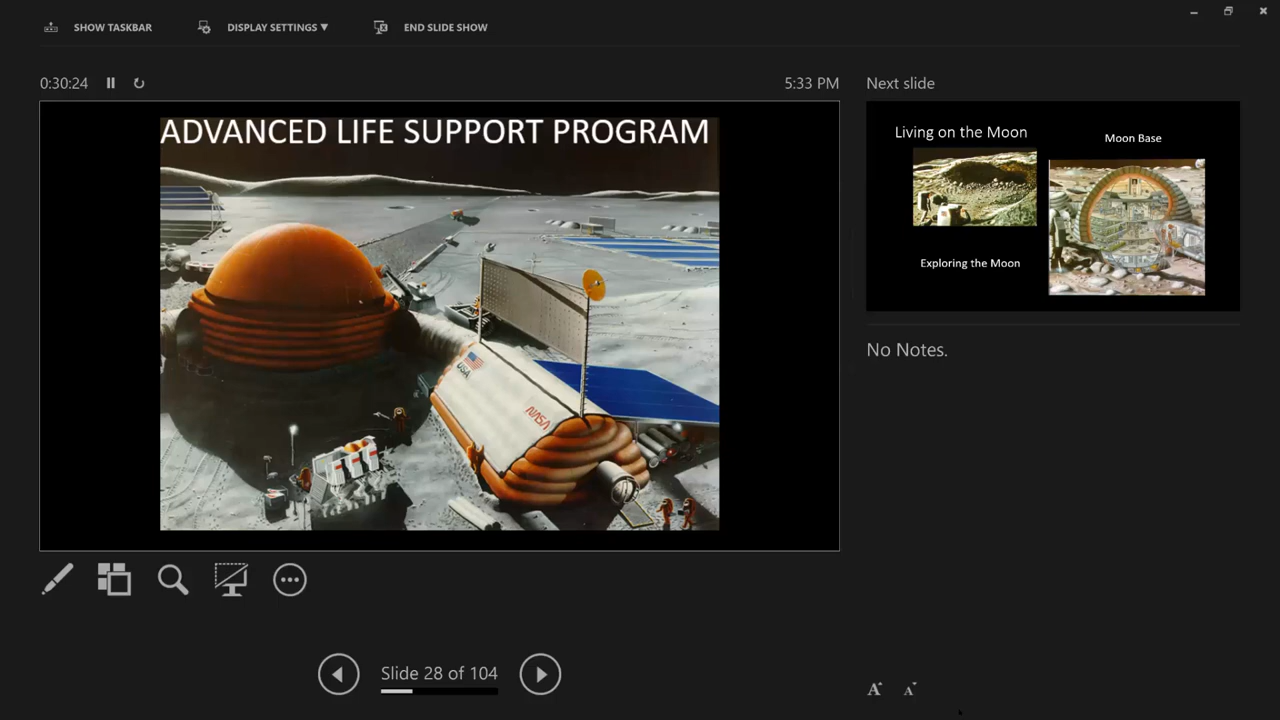 SHOW TASKBAR
DISPLAY SETTINGS ▼
END SLIDE SHOW
0:30:24
5:33 PM
Next slide
ADVANCED LIFE SUPPORT PROGRAM
USA
NASA
Living on the Moon
Moon Base
Exploring the Moon
No Notes.
Slide 28 of 104
A A